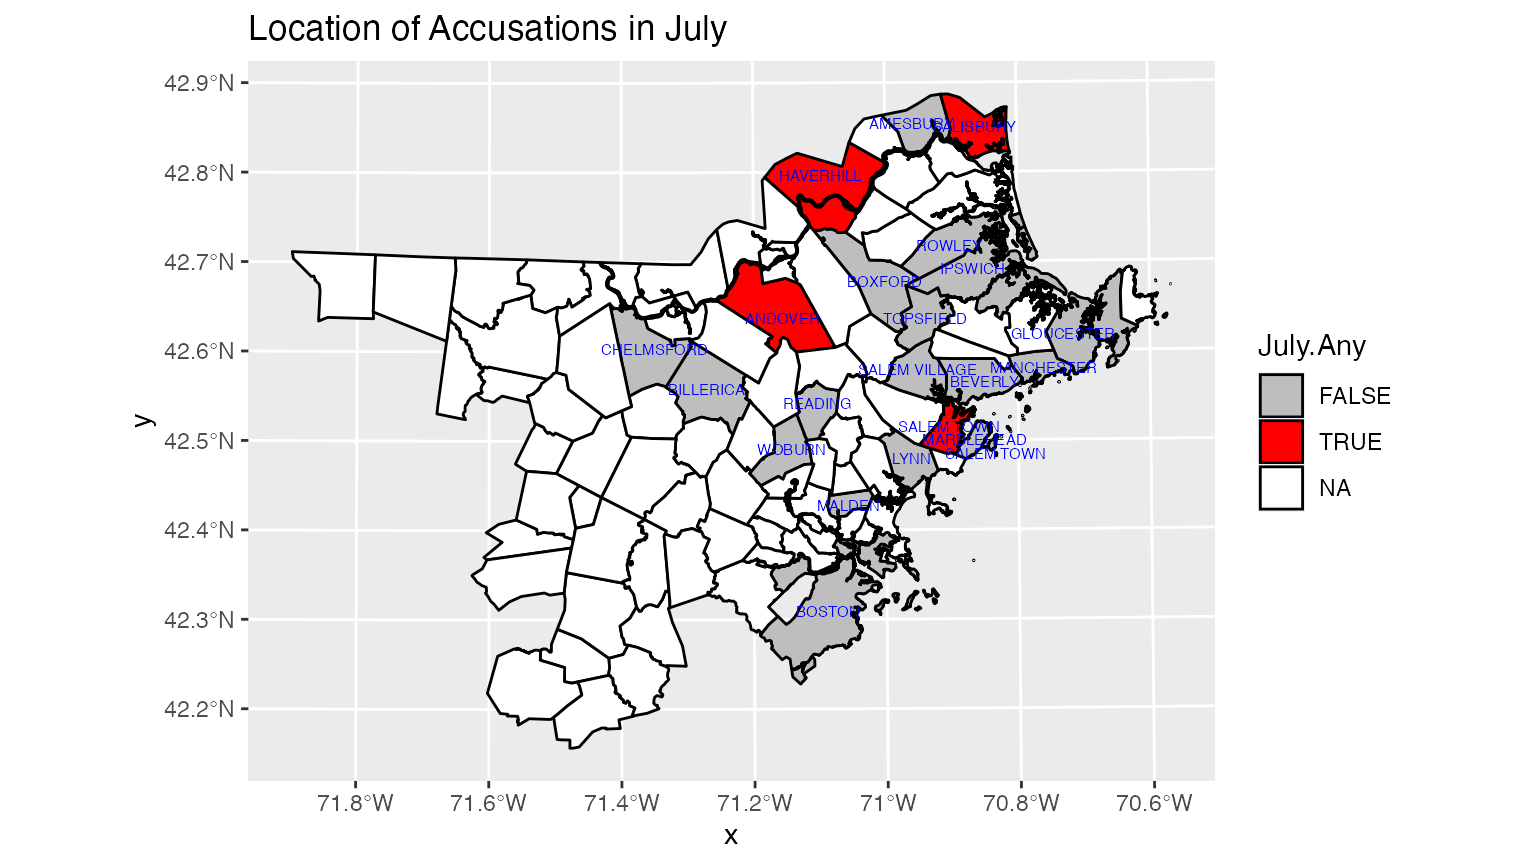 Location of Accusations in July
42.9°N
42.8°N
42.7°N
42.6°N
42.5°N
42.4°N
42.3°N
42.2°N
y
AMESBURY
SALISBURY
HAVERHILL
ROWLEY
IPSWICH
BOXFORD
TOPSFIELD
ANDOVER
GLOUCESTER
CHELMSFORD
SALEM VILLAGE
MANCHESTER
BEVERLY
BILLERICA
READING
SALEM TOWN
MARBLEHEAD
WOBURN
SALEM TOWN
LYNN
MALDEN
BOSTON
71.8°W 71.6°W 71.4°W 71.2°W 71°W 70.8°W 70.6°W
x
July.Any
FALSE
TRUE
NA